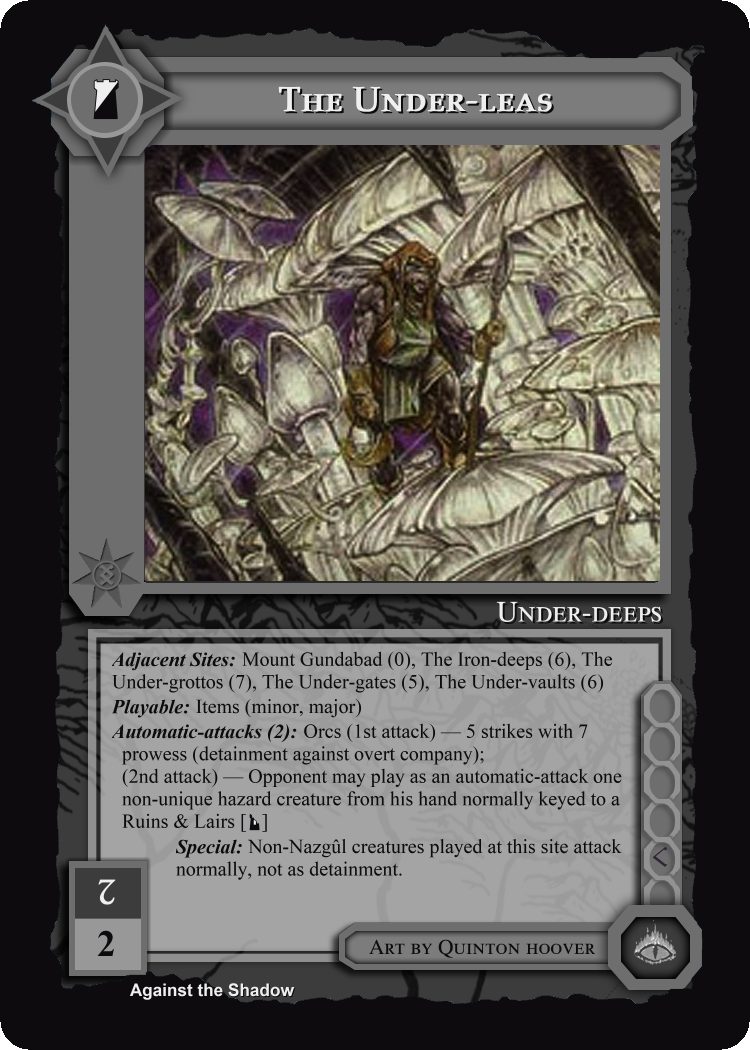 The Under-leas
Under-deeps
Adjacent Sites: Mount Gundabad (0), The Iron-deeps (6), The
Under-grottos (7), The Under-gates (5), The Under-vaults (6)
Playable: Items (minor, major)
Automatic-attacks (2): Orcs (1st attack) — 5 strikes with 7
prowess (detainment against overt company);
(2nd attack) — Opponent may play as an automatic-attack one
non-unique hazard creature from his hand normally keyed to a
Ruins & Lairs [ ]
Special: Non-Nazgûl creatures played at this site attack
normally, not as detainment.
2
2
Art by Quinton Hoover
Against the Shadow